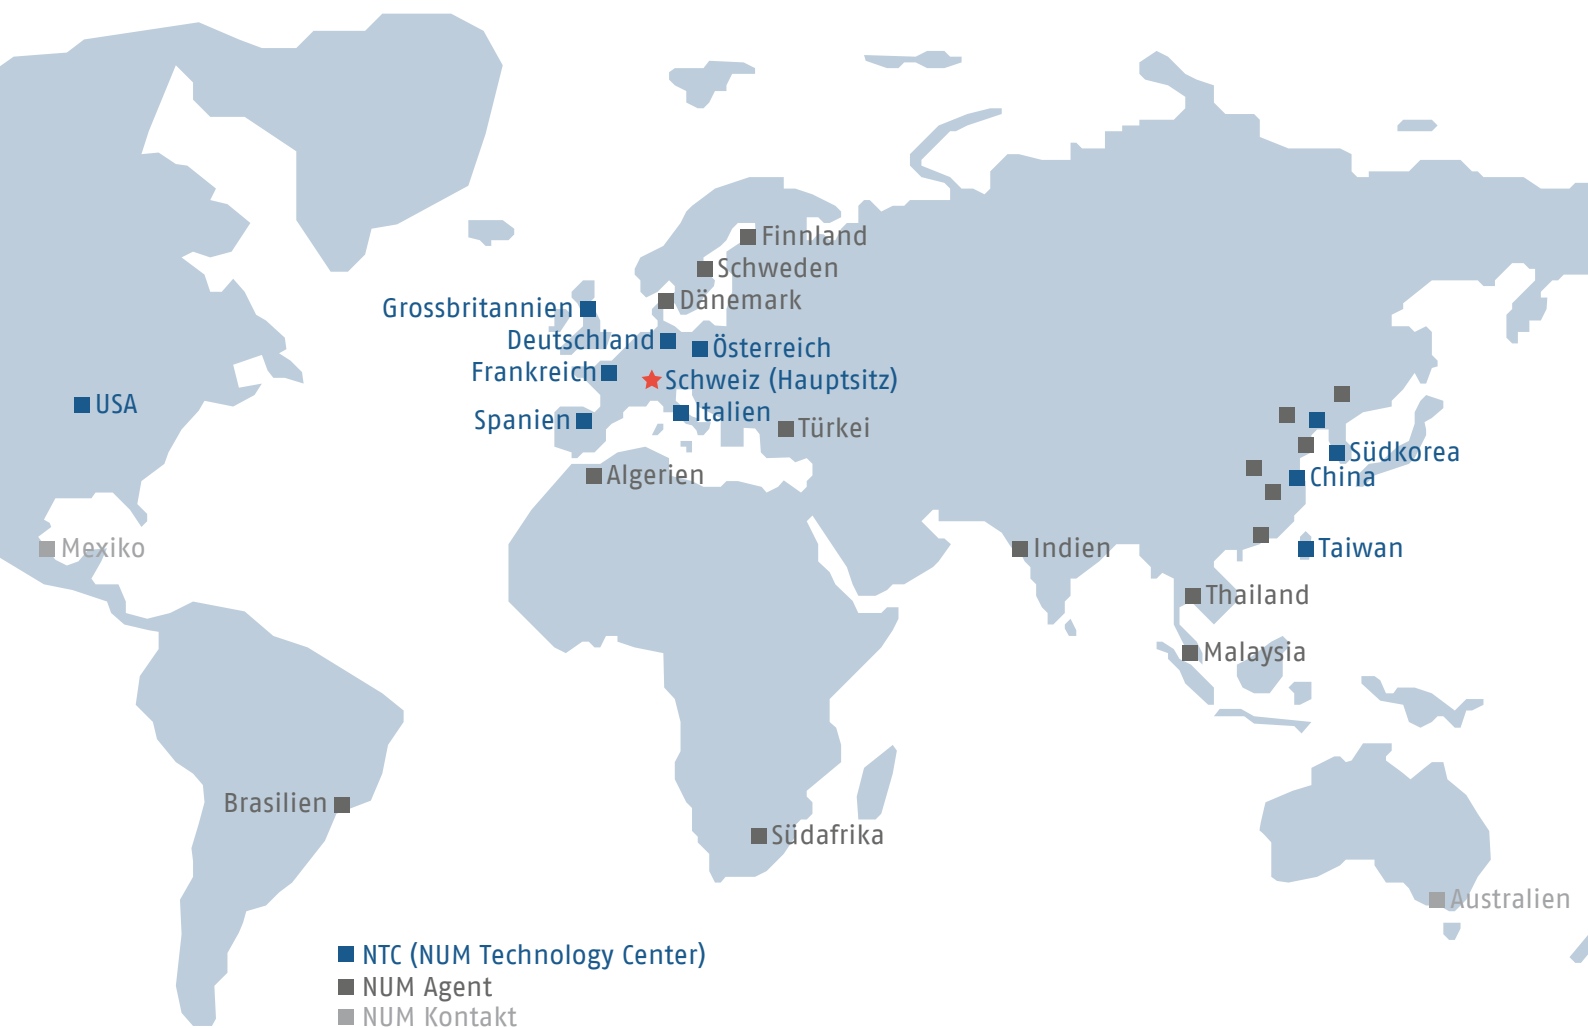 Finnland
Schweden
Dänemark
Grossbritannien
Deutschland
Österreich
Frankreich
Schweiz (Hauptsitz)
USA
Italien
Spanien
Türkei
Südkorea
Algerien
China
Mexiko
Indien
Taiwan
Thailand
Malaysia
Brasilien
Südafrika
Australien
NTC (NUM Technology Center)
NUM Agent
NUM Kontakt